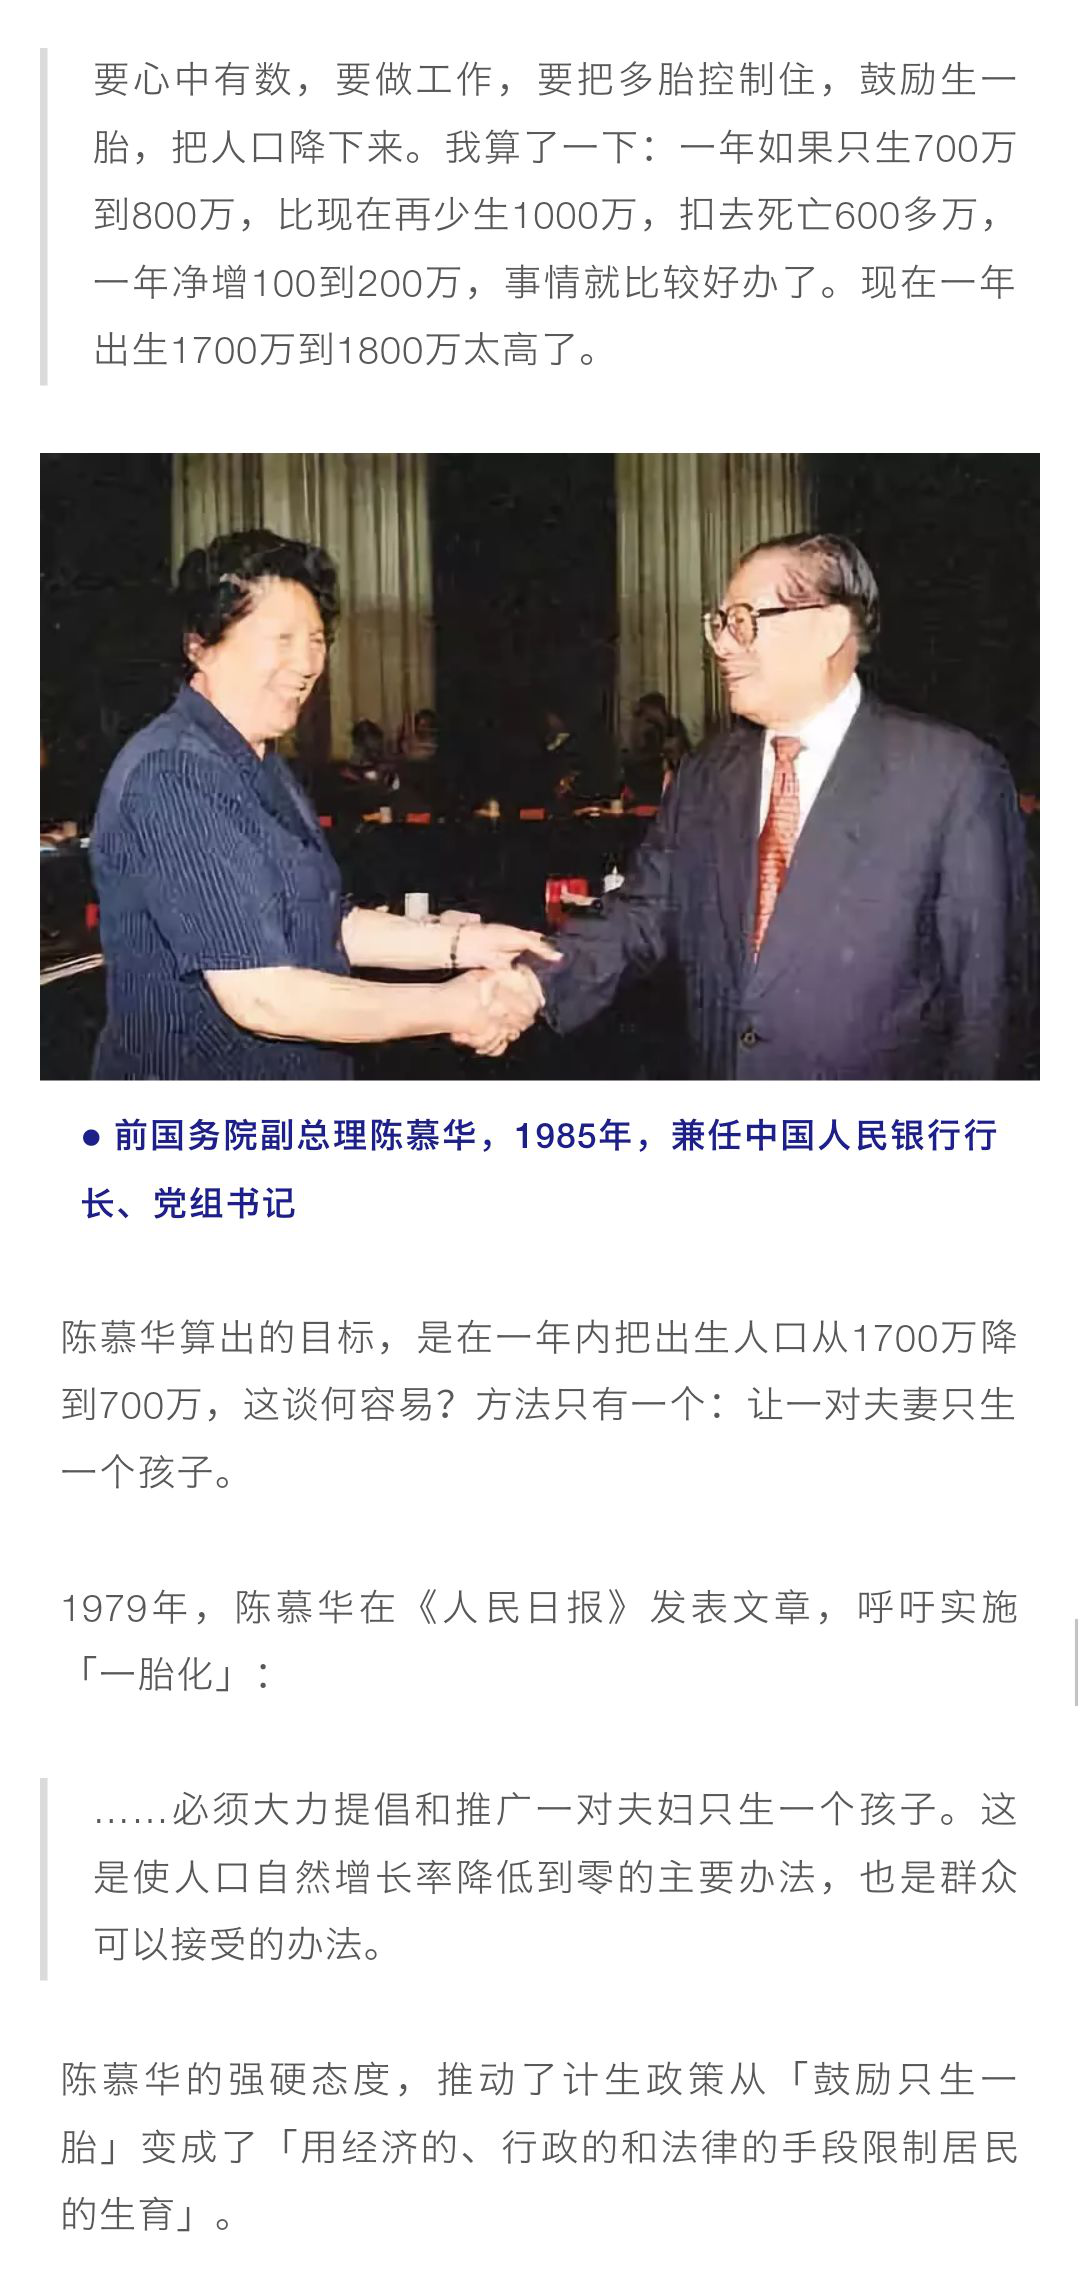 要心中有数，要做工作，要把多胎控制住，鼓励生一
胎，把人口降下来。我算了一下：一年如果只生700万
到800万，比现在再少生1000万，扣去死亡600多万，
一年净增100到200万，事情就比较好办了。现在一年
出生1700万到1800万太高了。
● 前国务院副总理陈慕华，1985年，兼任中国人民银行行
长、党组书记
陈慕华算出的目标，是在一年内把出生人口从1700万降
到700万，这谈何容易？方法只有一个：让一对夫妻只生
一个孩子。
1979年，陈慕华在《人民日报》发表文章，呼吁实施
「一胎化」：
……必须大力提倡和推广一对夫妇只生一个孩子。这
是使人口自然增长率降低到零的主要办法，也是群众
可以接受的办法。
陈慕华的强硬态度，推动了计生政策从「鼓励只生一
胎」变成了「用经济的、行政的和法律的手段限制居民
的生育」。